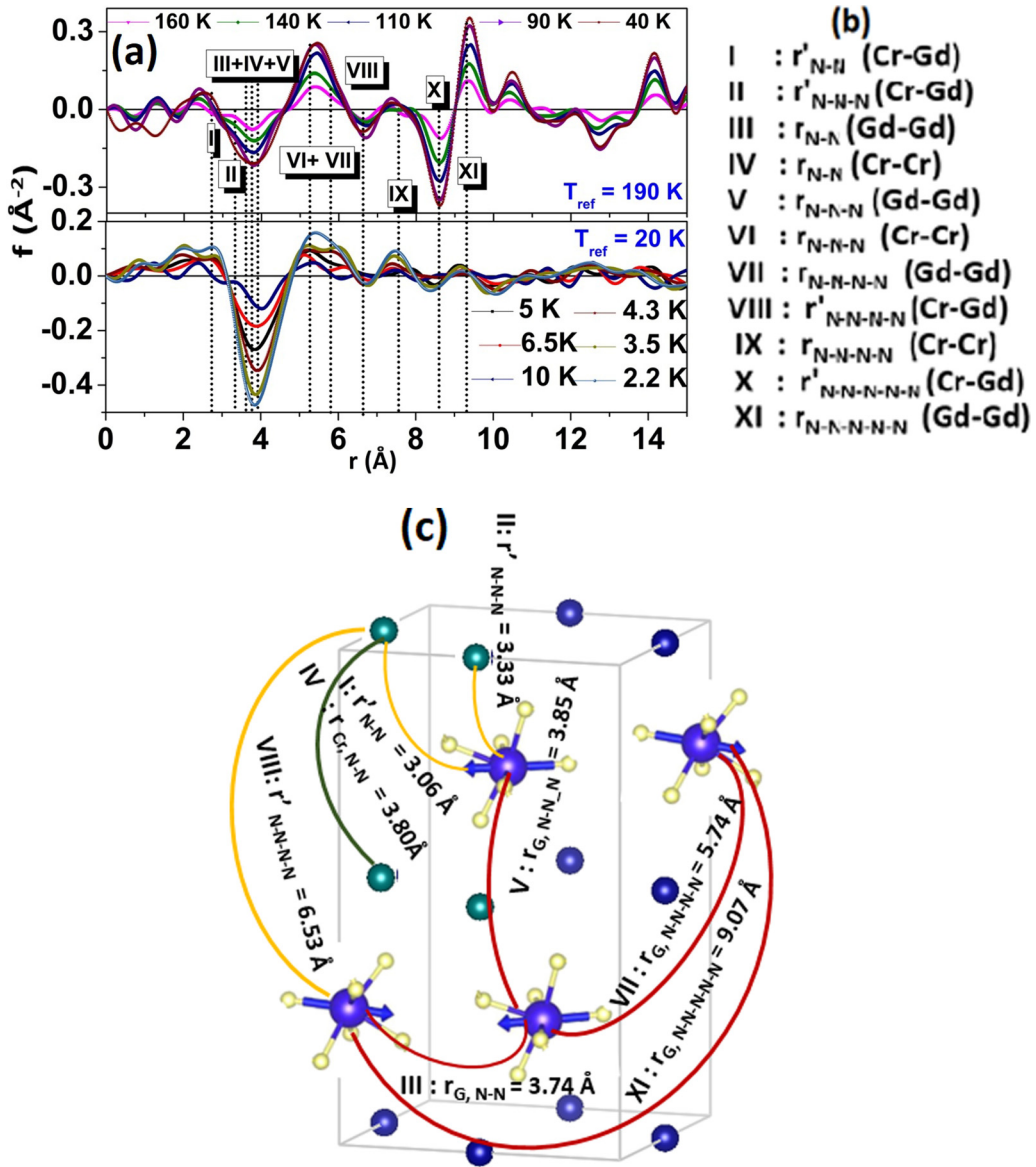 160 K 140 K 110 K 90 K 40 K
(a)
0.3
0.0
-0.3
III+IV+V
VIII
X
I
II
VI+ VII
IX
XI
T_ref = 190 K
f (Å⁻²)
0.2
0.0
-0.2
-0.4
T_ref = 20 K
5 K 4.3 K
6.5K 3.5 K
10 K 2.2 K
0 2 4 6 8 10 12 14
r (Å)
(b)
I : r'N-N (Cr-Gd)
II : r'N-N-N (Cr-Gd)
III : rN-N (Gd-Gd)
IV : rN-N (Cr-Cr)
V : rN-N-N (Gd-Gd)
VI : rN-N-N (Cr-Cr)
VII : rN-N-N-N (Gd-Gd)
VIII : r'N-N-N-N (Cr-Gd)
IX : rN-N-N-N (Cr-Cr)
X : r'N-N-N-N-N (Cr-Gd)
XI : rN-N-N-N-N (Gd-Gd)
(c)
II: r' N-N-N = 3.33 Å
I: r' N-N = 3.06 Å
IV : r Cr, N-N = 3.80Å
VIII: r' N-N-N-N = 6.53 Å
V : rG, N-N_N = 3.85 Å
VII : rG, N-N-N-N = 5.74 Å
XI : rG, N-N-N-N-N = 9.07 Å
III : rG, N-N = 3.74 Å